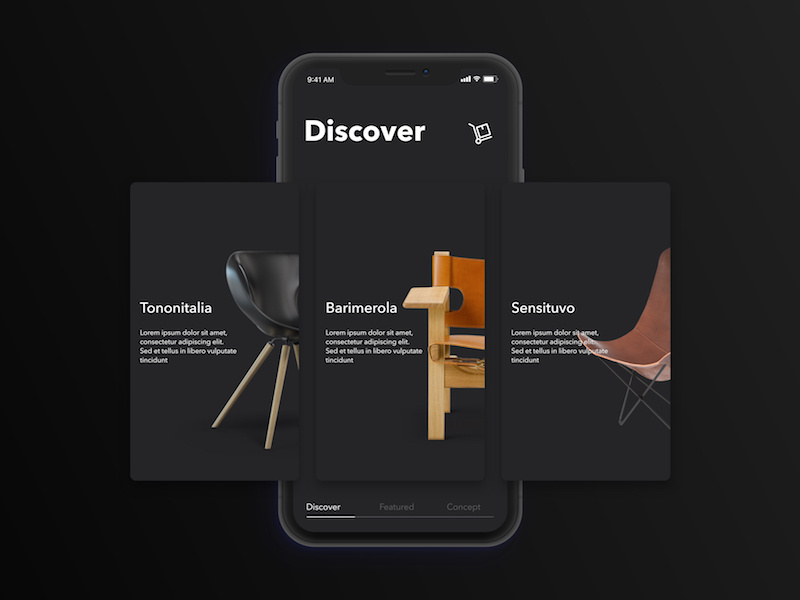 9:41 AM
Discover
Tononitalia
Lorem ipsum dolor sit amet,
consectetur adipiscing elit.
Sed et tellus in libero vulputate
tincidunt
Barimerola
Lorem ipsum dolor sit amet,
consectetur adipiscing elit.
Sed et tellus in libero vulputate
tincidunt
Sensituvo
Lorem ipsum dolor sit amet,
consectetur adipiscing elit.
Sed et tellus in libero vulputate
tincidunt
Discover
Featured
Concept